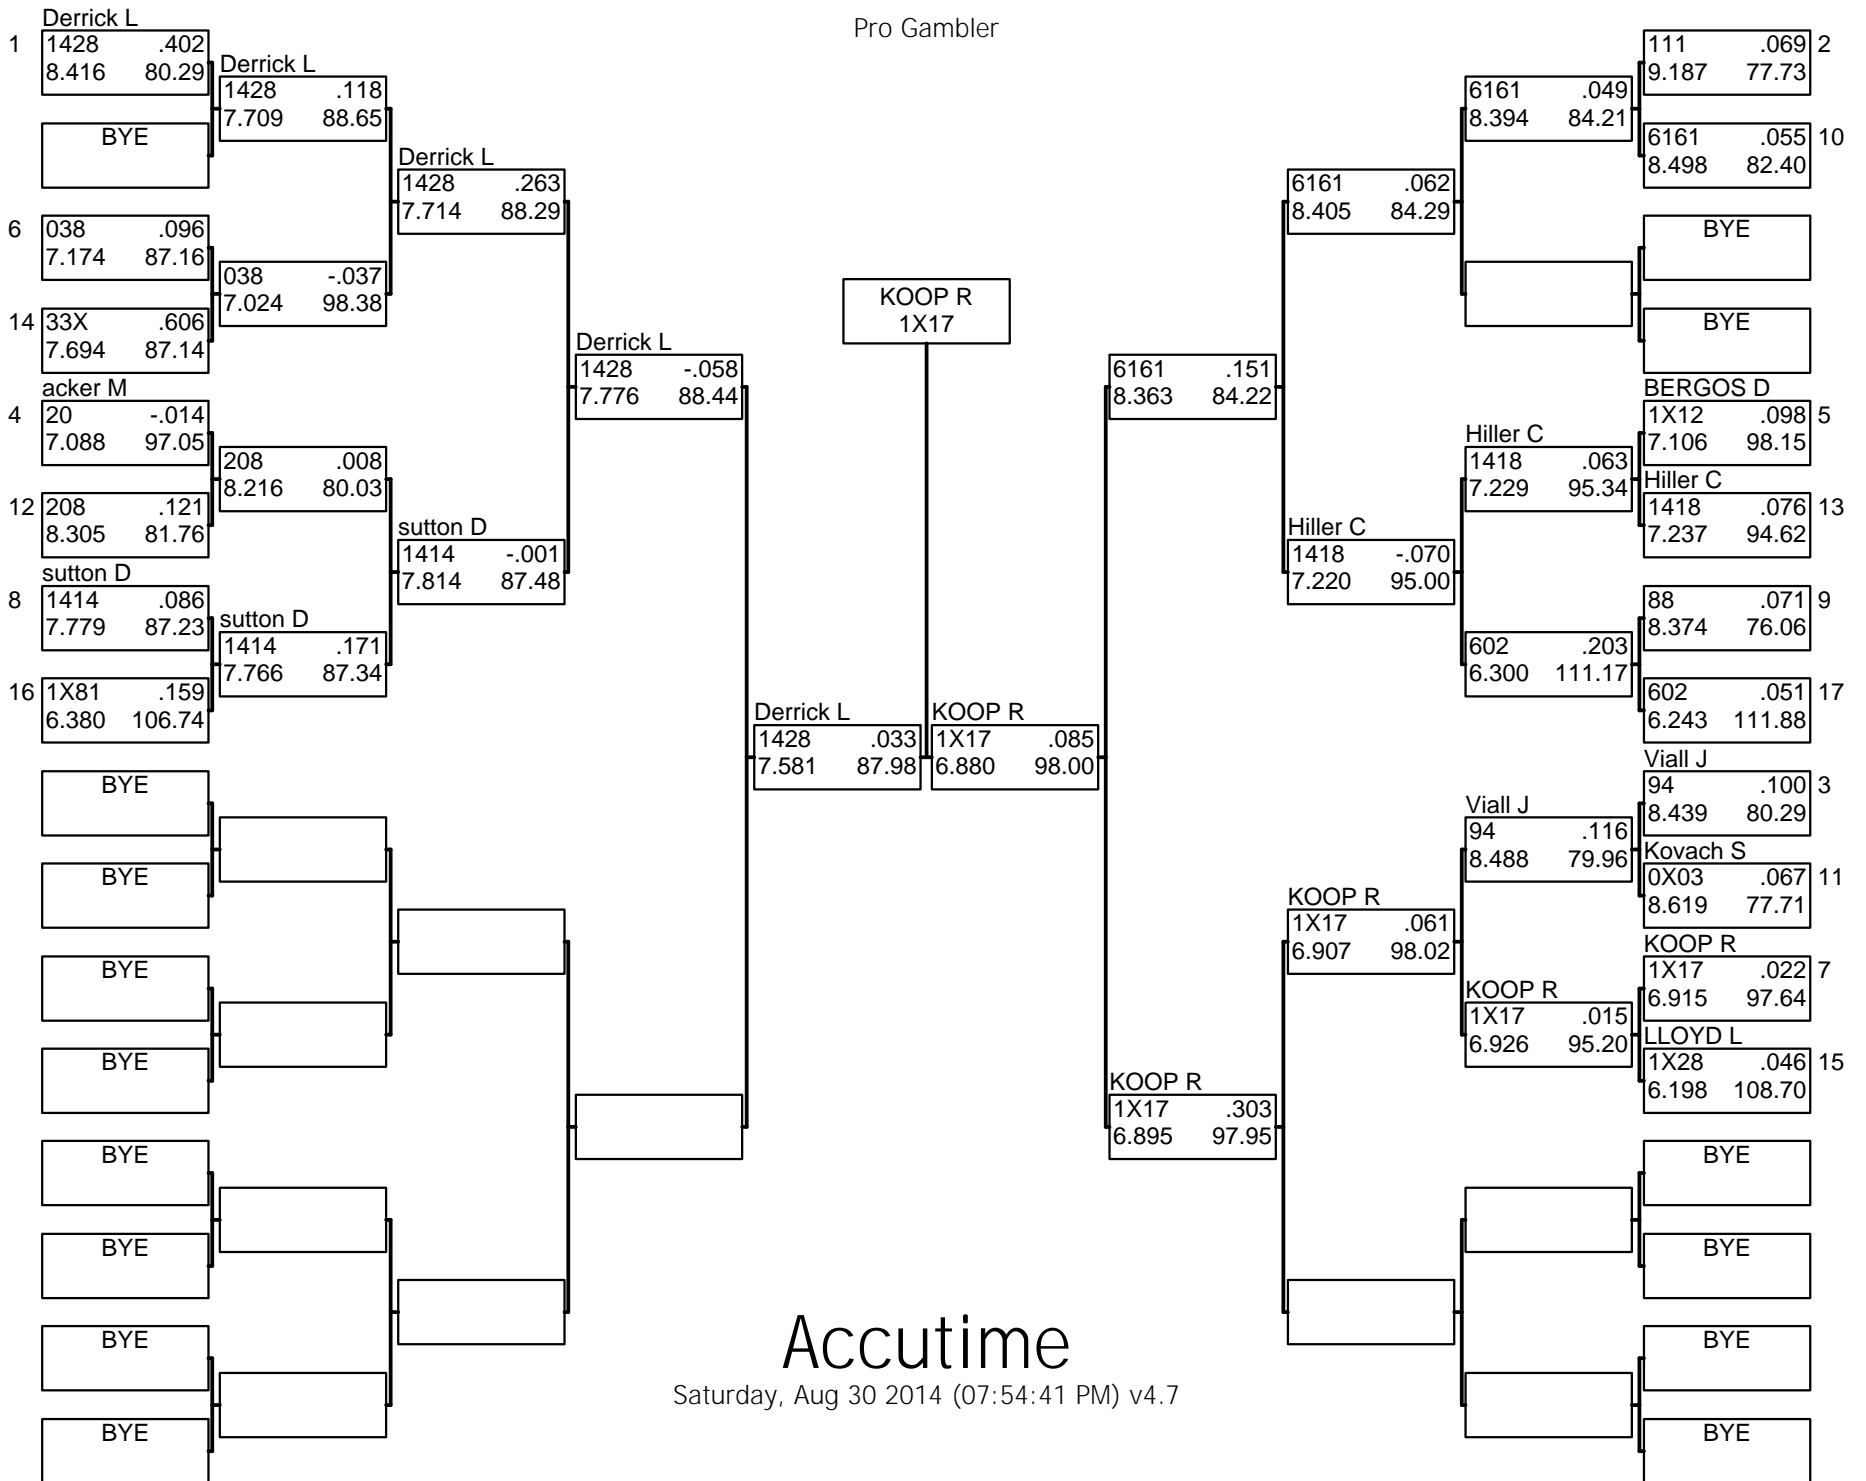 Pro Gambler
Derrick L
1 1428 .402
8.416 80.29
BYE
6 038 .096
7.174 87.16
14 33X .606
7.694 87.14
acker M
4 20 -.014
7.088 97.05
12 208 .121
8.305 81.76
sutton D
8 1414 .086
7.779 87.23
16 1X81 .159
6.380 106.74
BYE
BYE
BYE
BYE
BYE
BYE
BYE
BYE
Derrick L
1428 .118
7.709 88.65
038 -.037
7.024 98.38
208 .008
8.216 80.03
sutton D
1414 .171
7.766 87.34
Derrick L
1428 .263
7.714 88.29
sutton D
1414 -.001
7.814 87.48
Derrick L
1428 -.058
7.776 88.44
Derrick L
1428 .033
7.581 87.98
KOOP R
1X17
KOOP R
1X17 .085
6.880 98.00
6161 .151
8.363 84.22
KOOP R
1X17 .303
6.895 97.95
6161 .062
8.405 84.29
Hiller C
1418 -.070
7.220 95.00
KOOP R
1X17 .061
6.907 98.02
6161 .049
8.394 84.21
Hiller C
1418 .063
7.229 95.34
602 .203
6.300 111.17
Viall J
94 .116
8.488 79.96
KOOP R
1X17 .015
6.926 95.20
111 .069 2
9.187 77.73
6161 .055 10
8.498 82.40
BYE
BYE
BERGOS D
1X12 .098 5
7.106 98.15
Hiller C
1418 .076 13
7.237 94.62
88 .071 9
8.374 76.06
602 .051 17
6.243 111.88
Viall J
94 .100 3
8.439 80.29
Kovach S
0X03 .067 11
8.619 77.71
KOOP R
1X17 .022 7
6.915 97.64
LLOYD L
1X28 .046 15
6.198 108.70
BYE
BYE
BYE
BYE
Accutime
Saturday, Aug 30 2014 (07:54:41 PM) v4.7